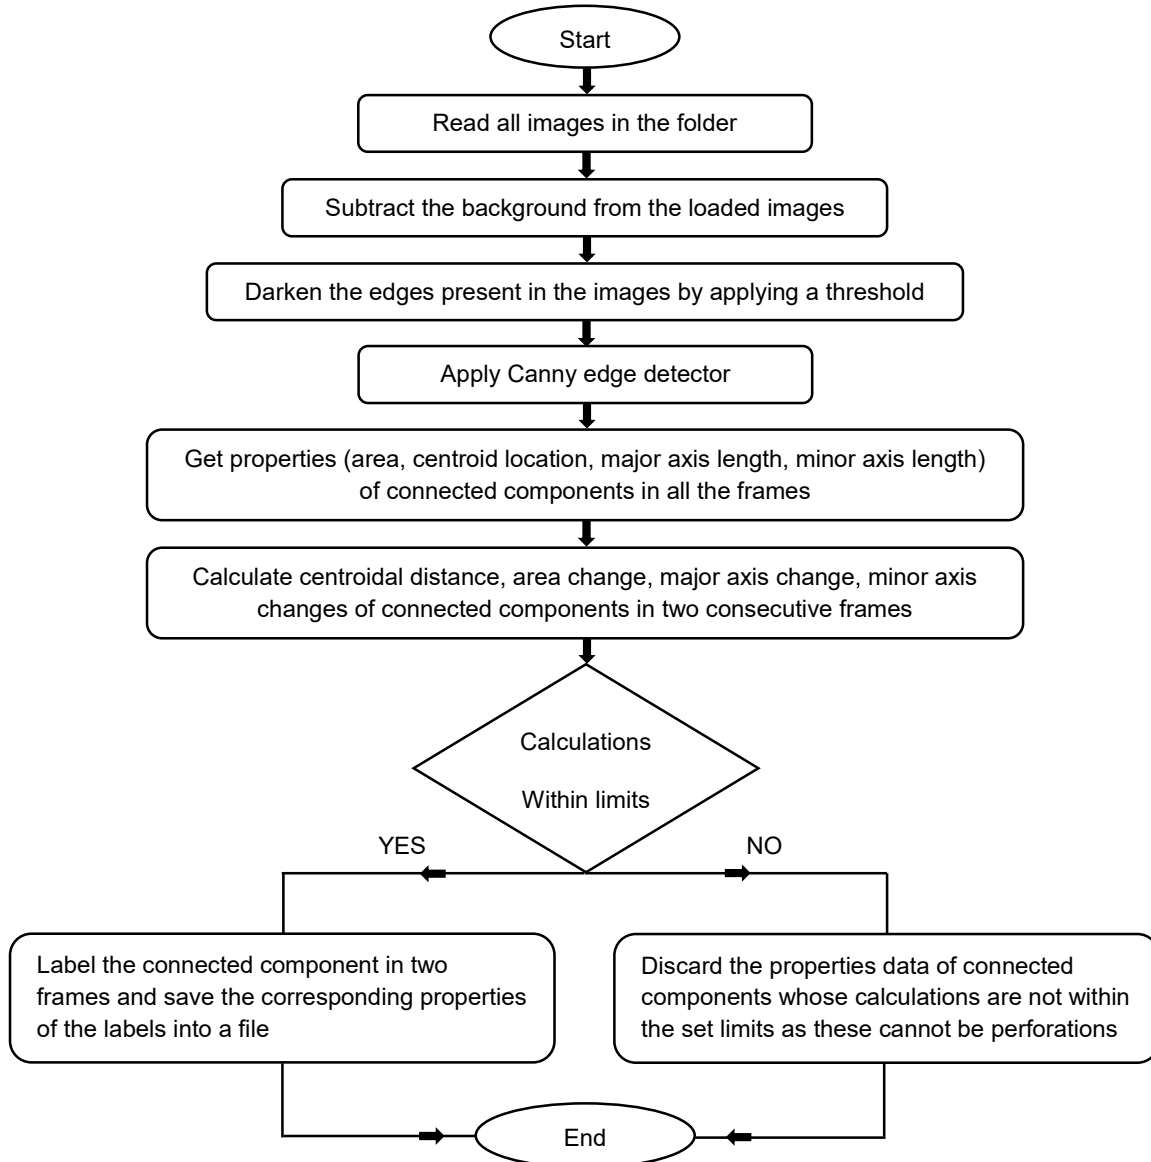 Start
Read all images in the folder
Subtract the background from the loaded images
Darken the edges present in the images by applying a threshold
Apply Canny edge detector
Get properties (area, centroid location, major axis length, minor axis length)
of connected components in all the frames
Calculate centroidal distance, area change, major axis change, minor axis
changes of connected components in two consecutive frames
Calculations
Within limits
YES
NO
Label the connected component in two
frames and save the corresponding properties
of the labels into a file
Discard the properties data of connected
components whose calculations are not within
the set limits as these cannot be perforations
End